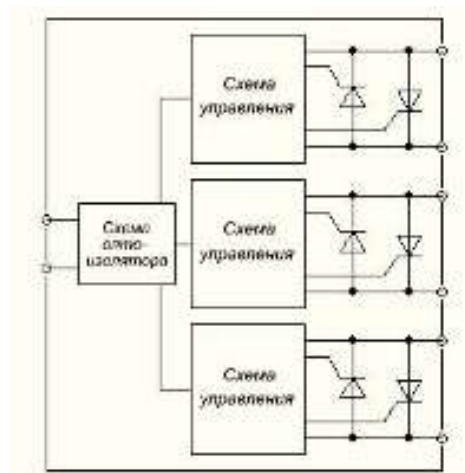 Схема
управления
Схема
опто-
изолятора
Схема
управления
Схема
управления